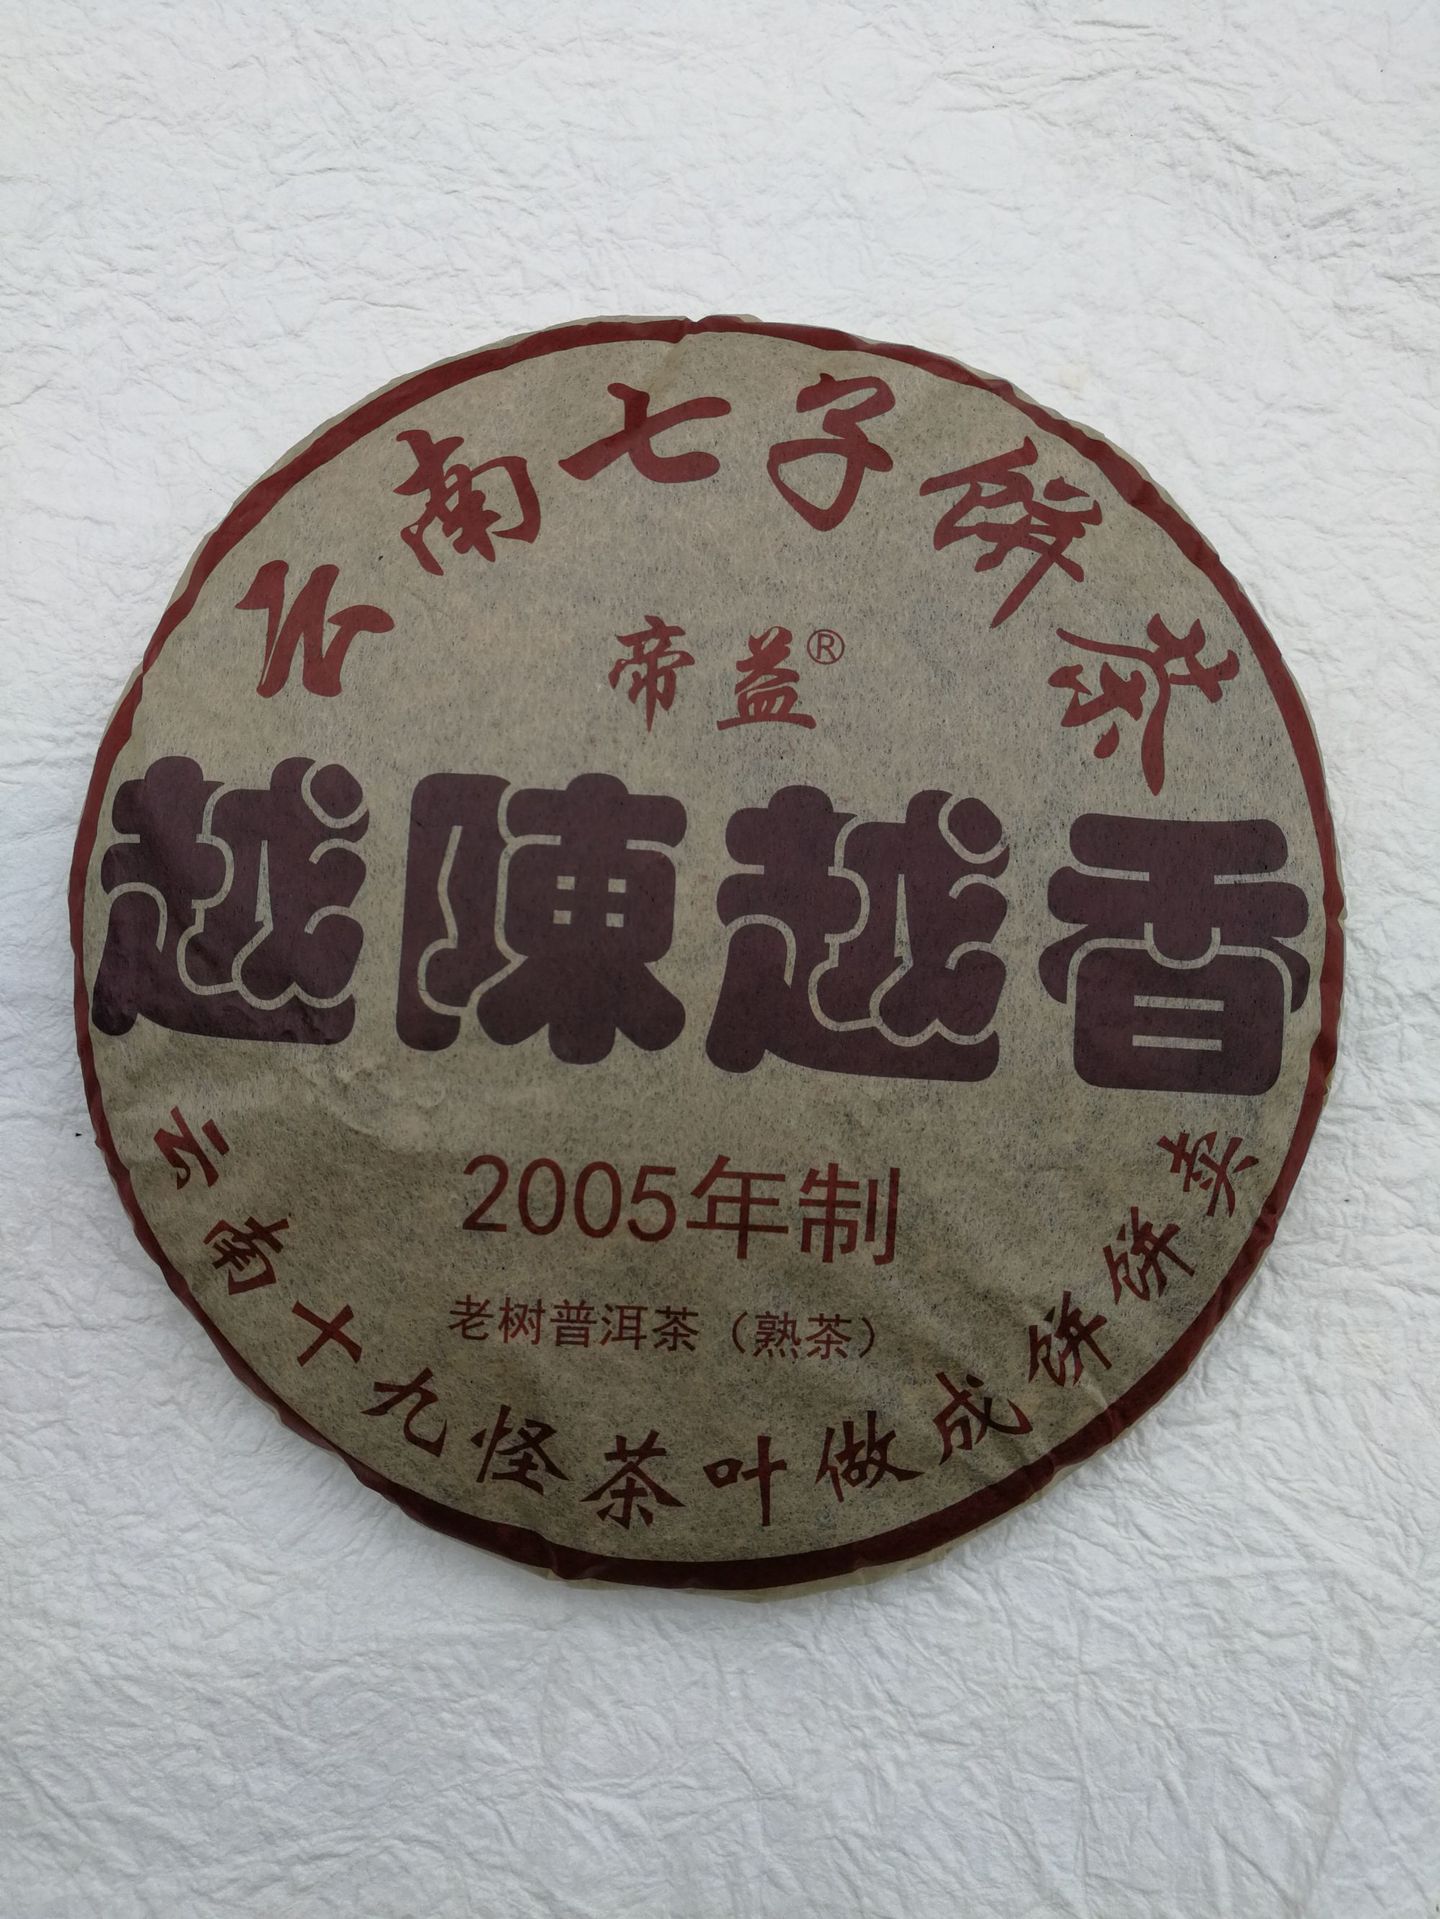 云南七子饼茶
帝益®
越陳越香
2005年制
老树普洱茶（熟茶）
云南十九怪茶叶做成饼饼卖